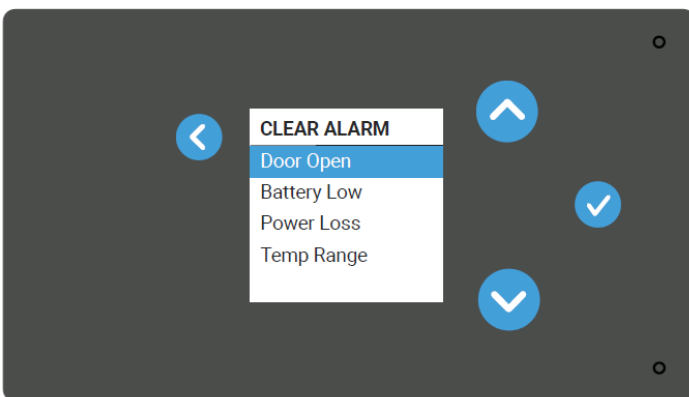 CLEAR ALARM
Door Open
Battery Low
Power Loss
Temp Range